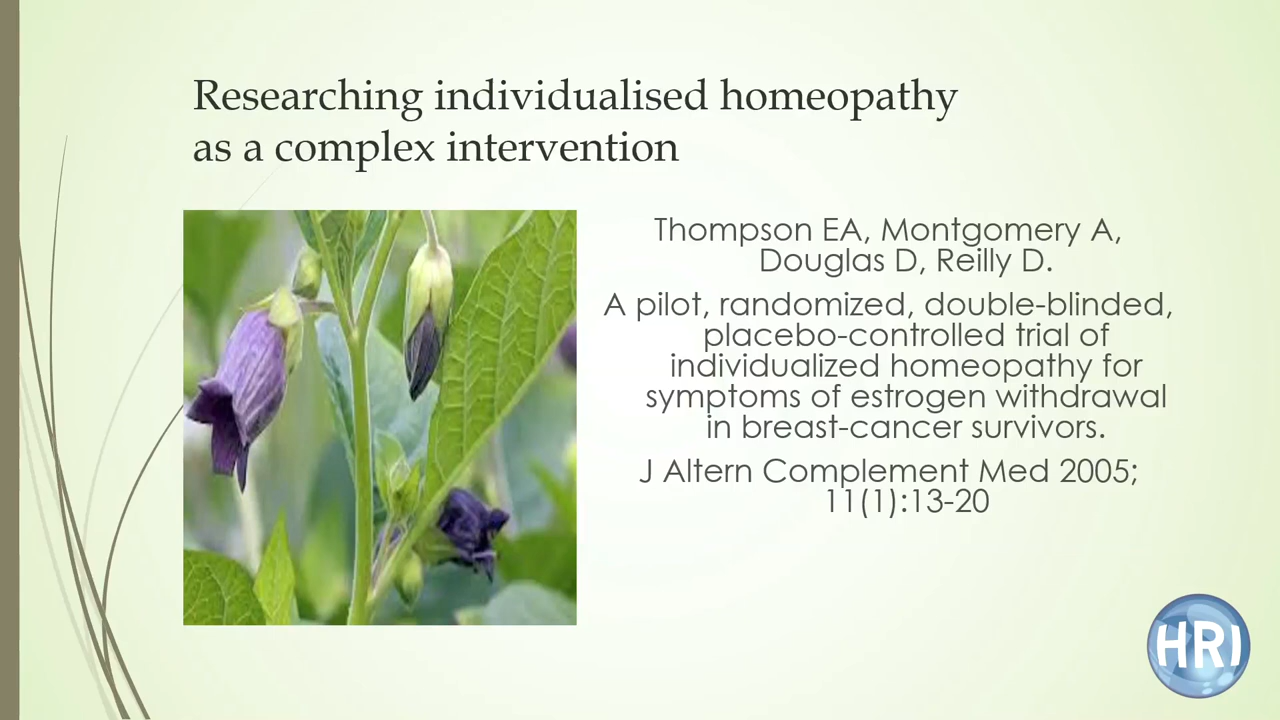 Researching individualised homeopathy
as a complex intervention
Thompson EA, Montgomery A,
Douglas D, Reilly D.
A pilot, randomized, double-blinded,
placebo-controlled trial of
individualized homeopathy for
symptoms of estrogen withdrawal
in breast-cancer survivors.
J Altern Complement Med 2005;
11(1):13-20
HRI